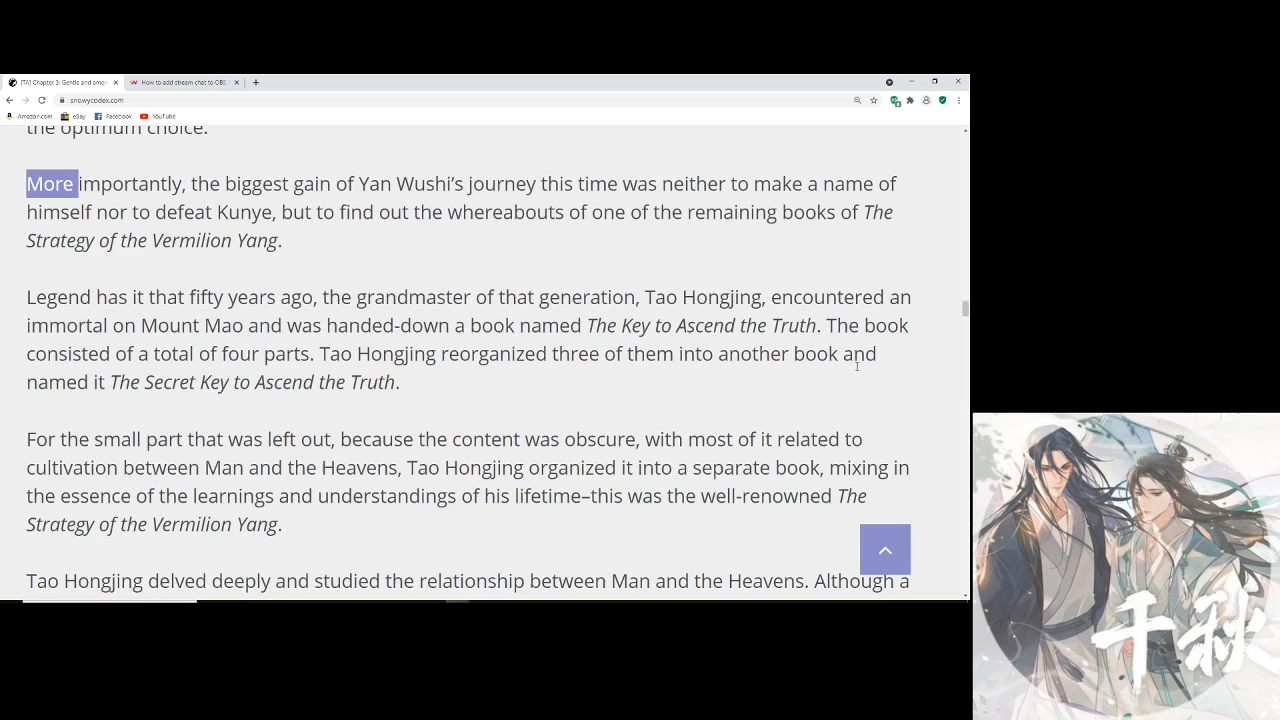 [TA] Chapter 3: Gentle and amer
How to add stream chat to OBS
snowycodex.com
Amazon.com eBay Facebook YouTube
the optimum choice.
More importantly, the biggest gain of Yan Wushi’s journey this time was neither to make a name of
himself nor to defeat Kunye, but to find out the whereabouts of one of the remaining books of The
Strategy of the Vermilion Yang.
Legend has it that fifty years ago, the grandmaster of that generation, Tao Hongjing, encountered an
immortal on Mount Mao and was handed-down a book named The Key to Ascend the Truth. The book
consisted of a total of four parts. Tao Hongjing reorganized three of them into another book and
named it The Secret Key to Ascend the Truth.
For the small part that was left out, because the content was obscure, with most of it related to
cultivation between Man and the Heavens, Tao Hongjing organized it into a separate book, mixing in
the essence of the learnings and understandings of his lifetime–this was the well-renowned The
Strategy of the Vermilion Yang.
Tao Hongjing delved deeply and studied the relationship between Man and the Heavens. Although a
千秋